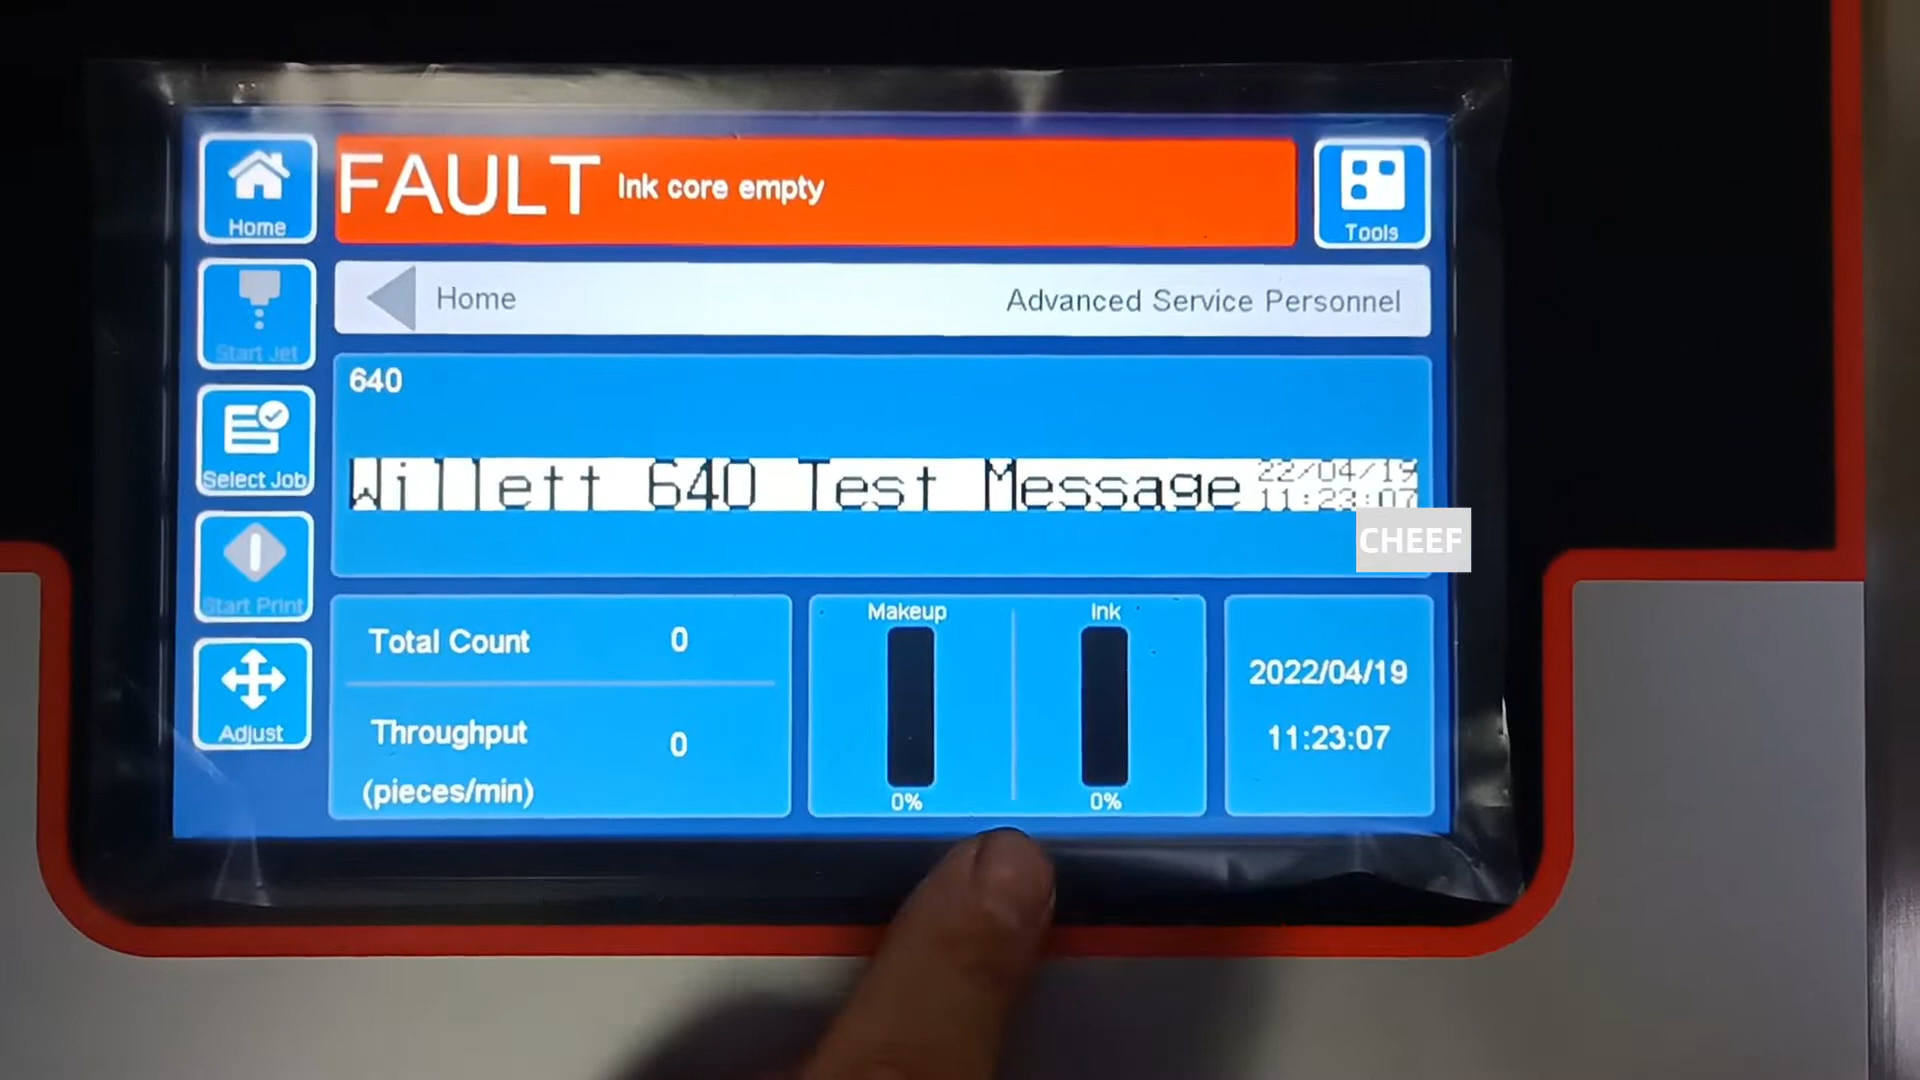 Home
FAULT Ink core empty
Tools
Home
Advanced Service Personnel
Start Jet
640
Select Job
Willett 640 Test Message 22/04/19
11:23:07
CHEEF
Start Print
Total Count 0
Makeup
Ink
2022/04/19
Adjust
Throughput 0
(pieces/min)
11:23:07
0%
0%